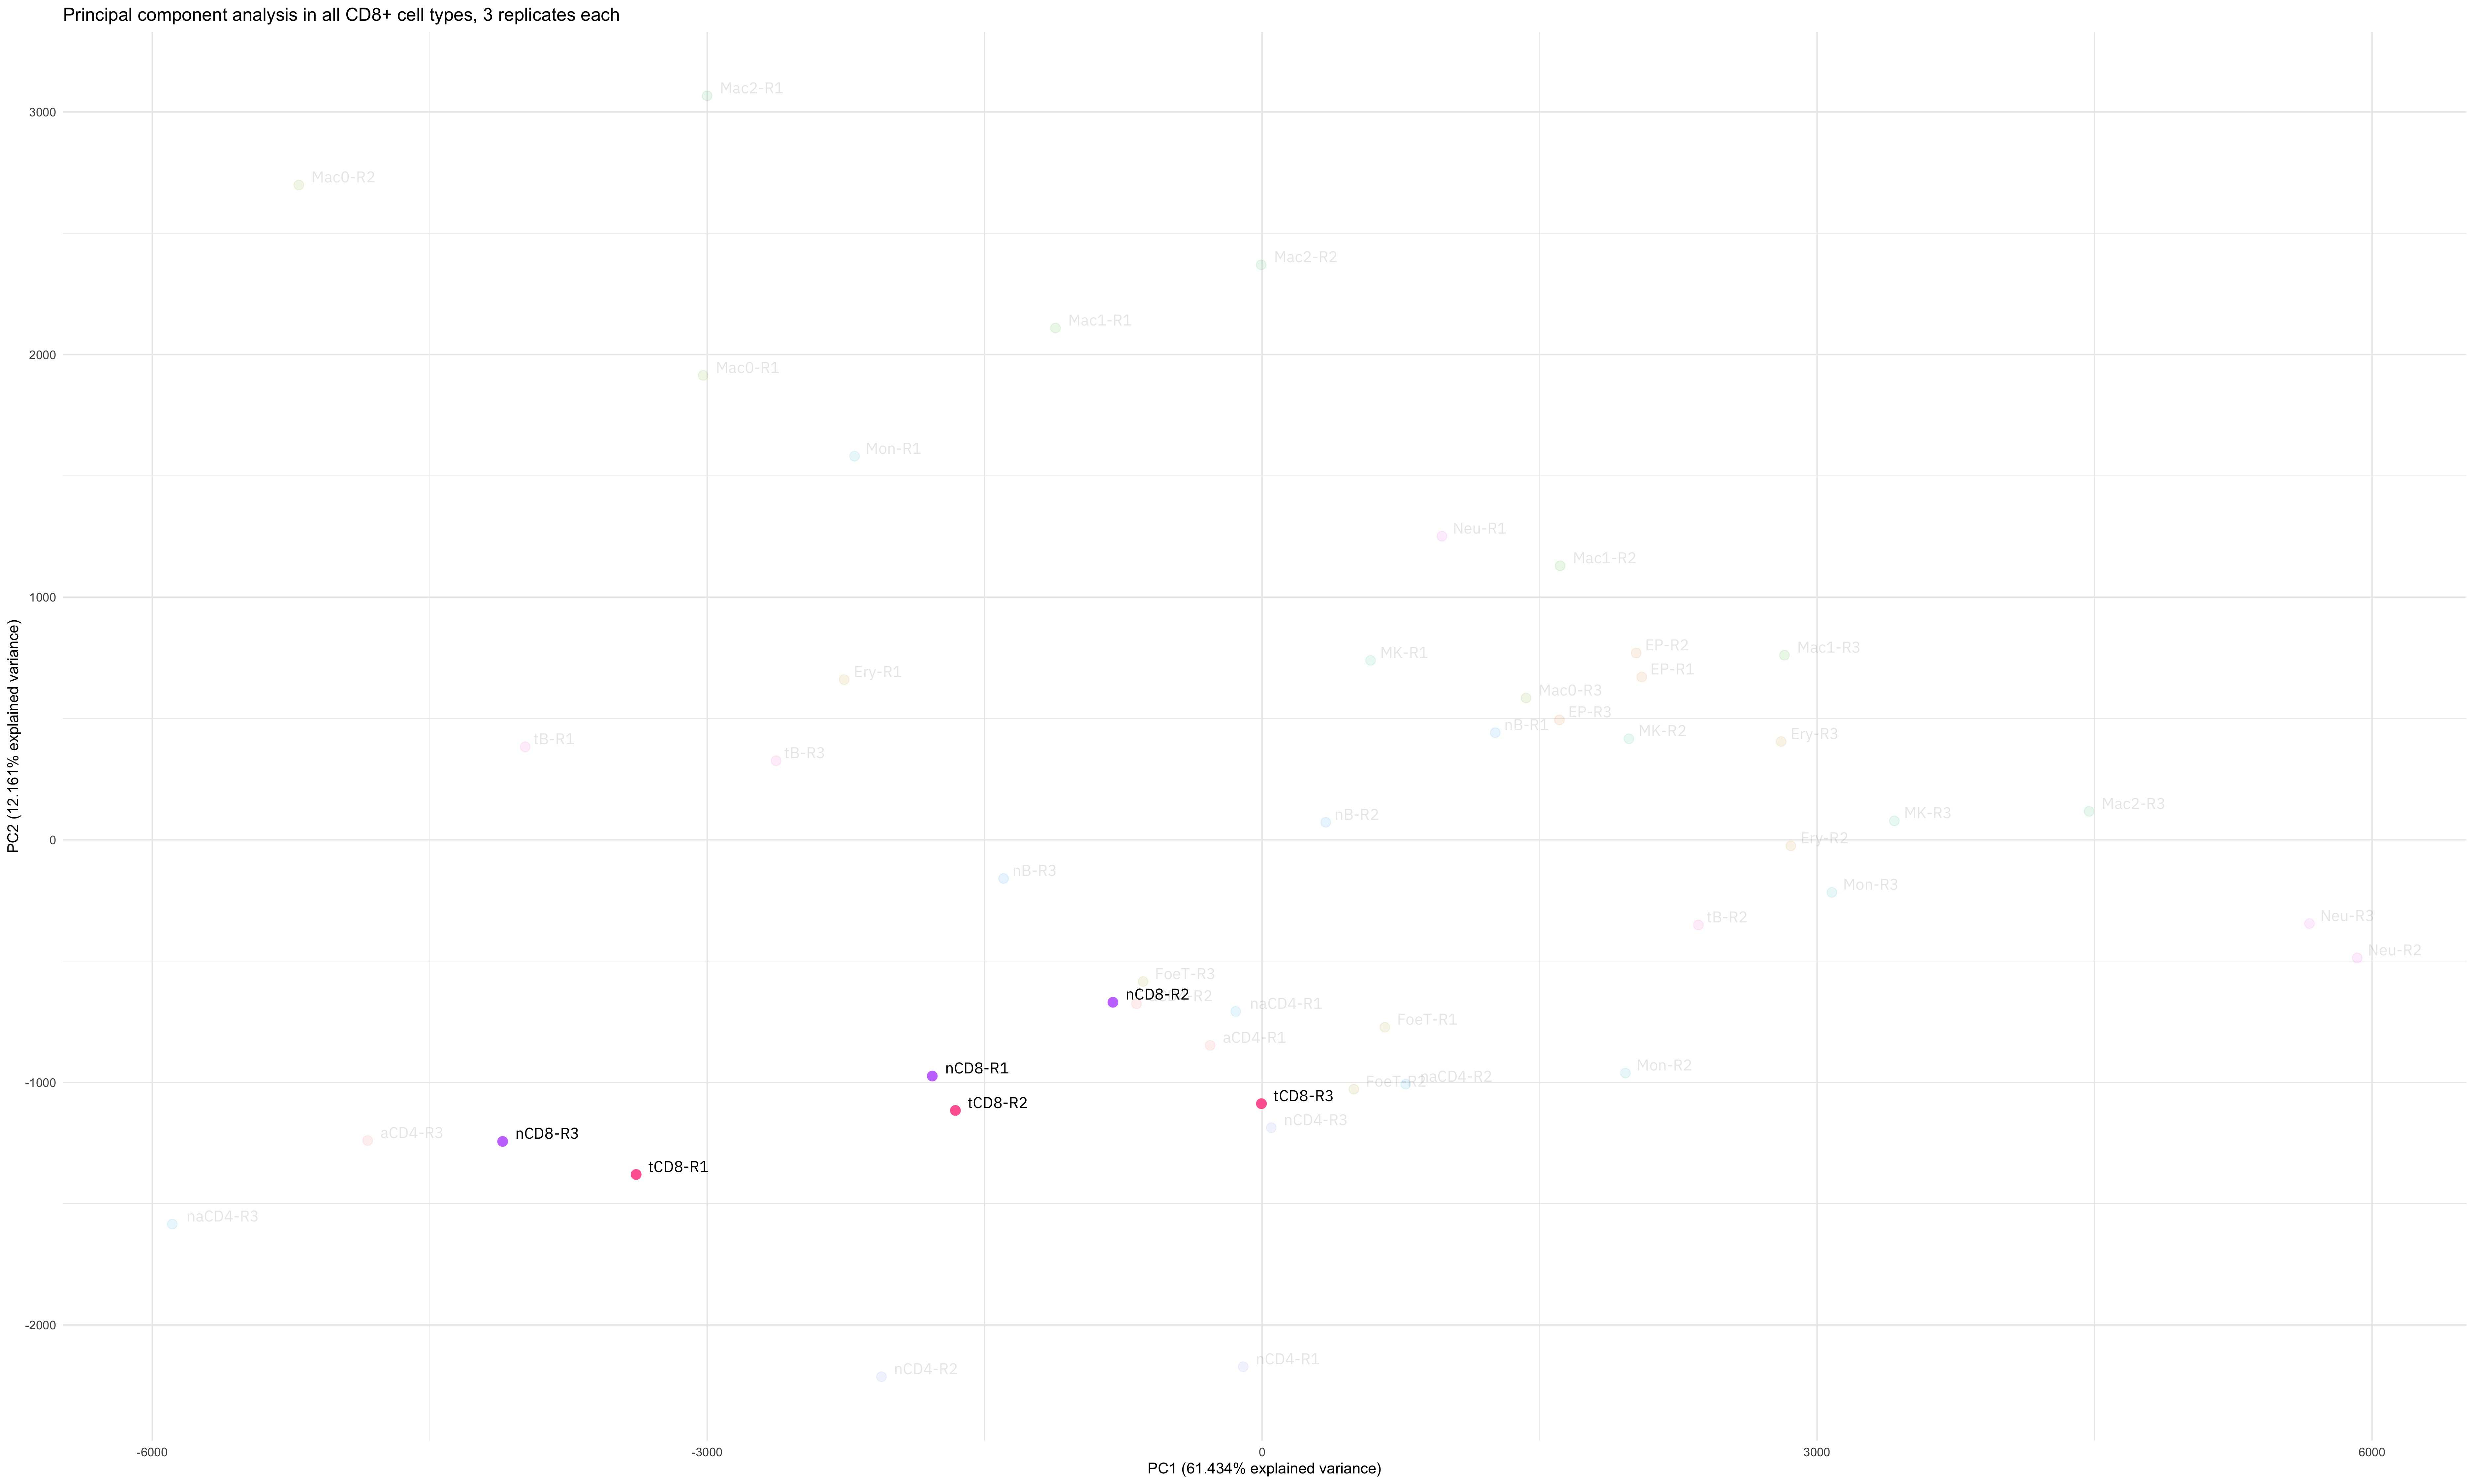 Principal component analysis in all CD8+ cell types, 3 replicates each
Mac2-R1
3000
Mac0-R2
Mac2-R2
Mac1-R1
2000
Mac0-R1
Mon-R1
Neu-R1
Mac1-R2
1000
MK-R1
EP-R2
Mac1-R3
EP-R1
Ery-R1
Mac0-R3
EP-R3
nB-R1
MK-R2
Ery-R3
tB-R1
tB-R3
PC2 (12.161% explained variance)
nB-R2
Mac2-R3
MK-R3
0
Ery-R2
nB-R3
Mon-R3
tB-R2
Neu-R3
Neu-R2
FoeT-R3
nCD8-R2
naCD4-R1
FoeT-R1
aCD4-R1
nCD8-R1
Mon-R2
-1000
FoeT-R2
naCD4-R2
tCD8-R2
tCD8-R3
nCD4-R3
aCD4-R3
nCD8-R3
tCD8-R1
naCD4-R3
-2000
nCD4-R2
nCD4-R1
-6000
-3000
0
3000
6000
PC1 (61.434% explained variance)